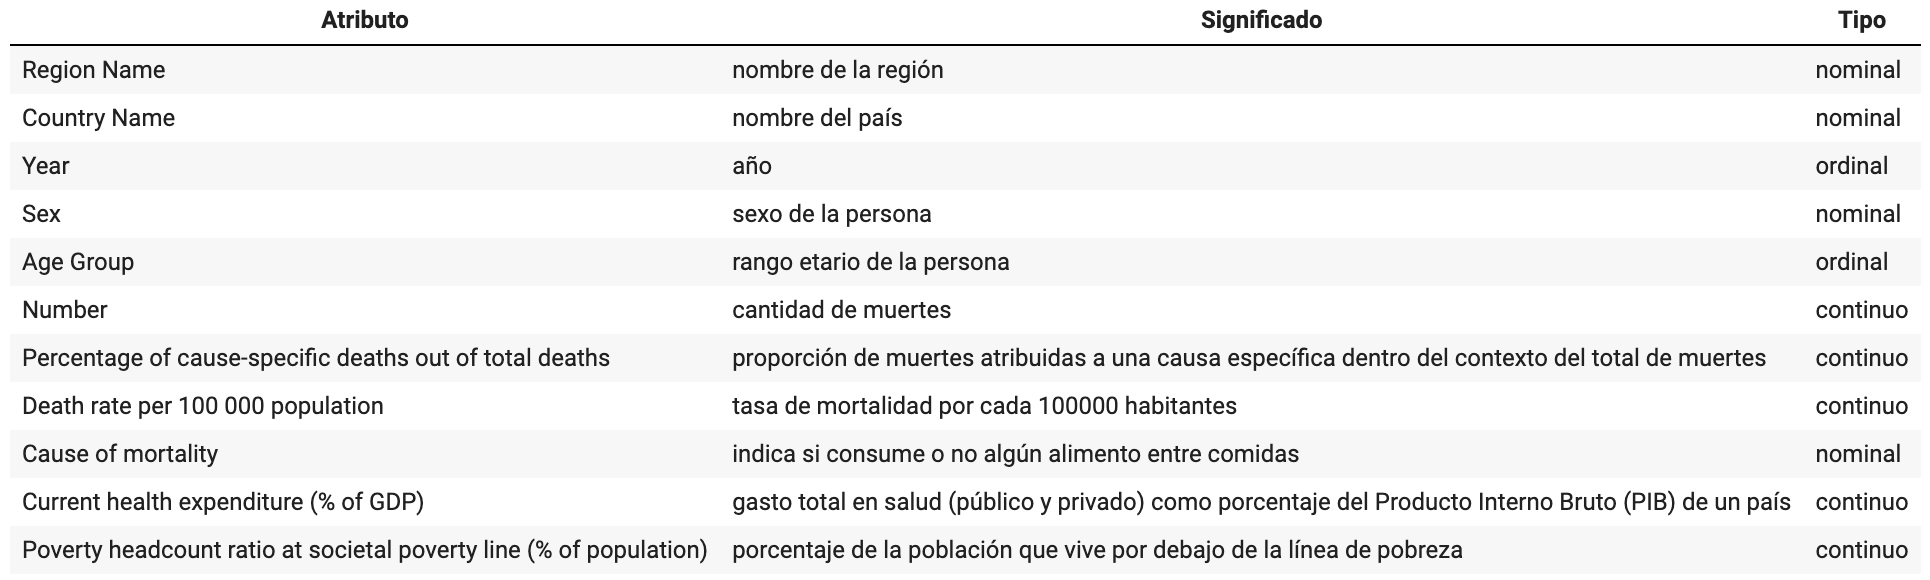 Atributo Significado Tipo
Region Name nombre de la región nominal
Country Name nombre del país nominal
Year año ordinal
Sex sexo de la persona nominal
Age Group rango etario de la persona ordinal
Number cantidad de muertes continuo
Percentage of cause-specific deaths out of total deaths proporción de muertes atribuidas a una causa específica dentro del contexto del total de muertes continuo
Death rate per 100 000 population tasa de mortalidad por cada 100000 habitantes continuo
Cause of mortality indica si consume o no algún alimento entre comidas nominal
Current health expenditure (% of GDP) gasto total en salud (público y privado) como porcentaje del Producto Interno Bruto (PIB) de un país continuo
Poverty headcount ratio at societal poverty line (% of population) porcentaje de la población que vive por debajo de la línea de pobreza continuo